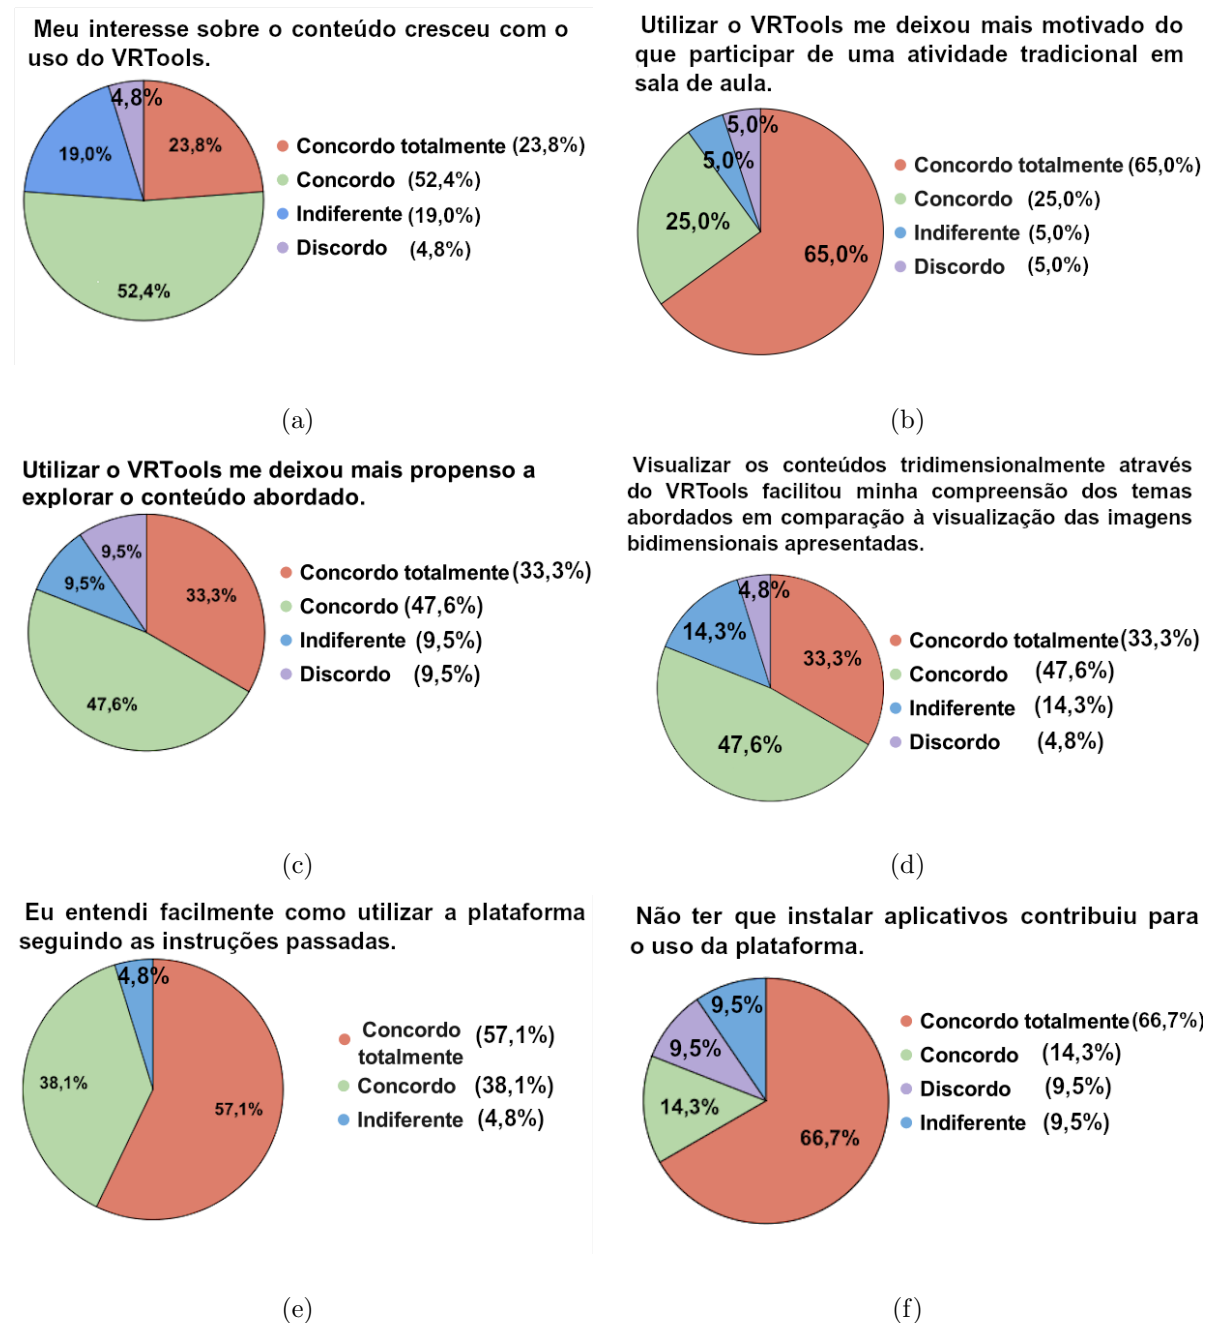 Meu interesse sobre o conteúdo cresceu com o
uso do VRTools.
4,8%
23,8%
19,0%
52,4%
Concordo totalmente (23,8%)
Concordo (52,4%)
Indiferente (19,0%)
Discordo (4,8%)
(a)
Utilizar o VRTools me deixou mais motivado do
que participar de uma atividade tradicional em
sala de aula.
5,0%
5,0%
25,0%
65,0%
Concordo totalmente (65,0%)
Concordo (25,0%)
Indiferente (5,0%)
Discordo (5,0%)
(b)
Utilizar o VRTools me deixou mais propenso a
explorar o conteúdo abordado.
9,5%
9,5%
33,3%
47,6%
Concordo totalmente (33,3%)
Concordo (47,6%)
Indiferente (9,5%)
Discordo (9,5%)
(c)
Visualizar os conteúdos tridimensionalmente através
do VRTools facilitou minha compreensão dos temas
abordados em comparação à visualização das imagens
bidimensionais apresentadas.
4,8%
14,3%
33,3%
47,6%
Concordo totalmente (33,3%)
Concordo (47,6%)
Indiferente (14,3%)
Discordo (4,8%)
(d)
Eu entendi facilmente como utilizar a plataforma
seguindo as instruções passadas.
4,8%
38,1%
57,1%
Concordo (57,1%)
totalmente
Concordo (38,1%)
Indiferente (4,8%)
(e)
Não ter que instalar aplicativos contribuiu para
o uso da plataforma.
9,5%
9,5%
14,3%
66,7%
Concordo totalmente (66,7%)
Concordo (14,3%)
Discordo (9,5%)
Indiferente (9,5%)
(f)